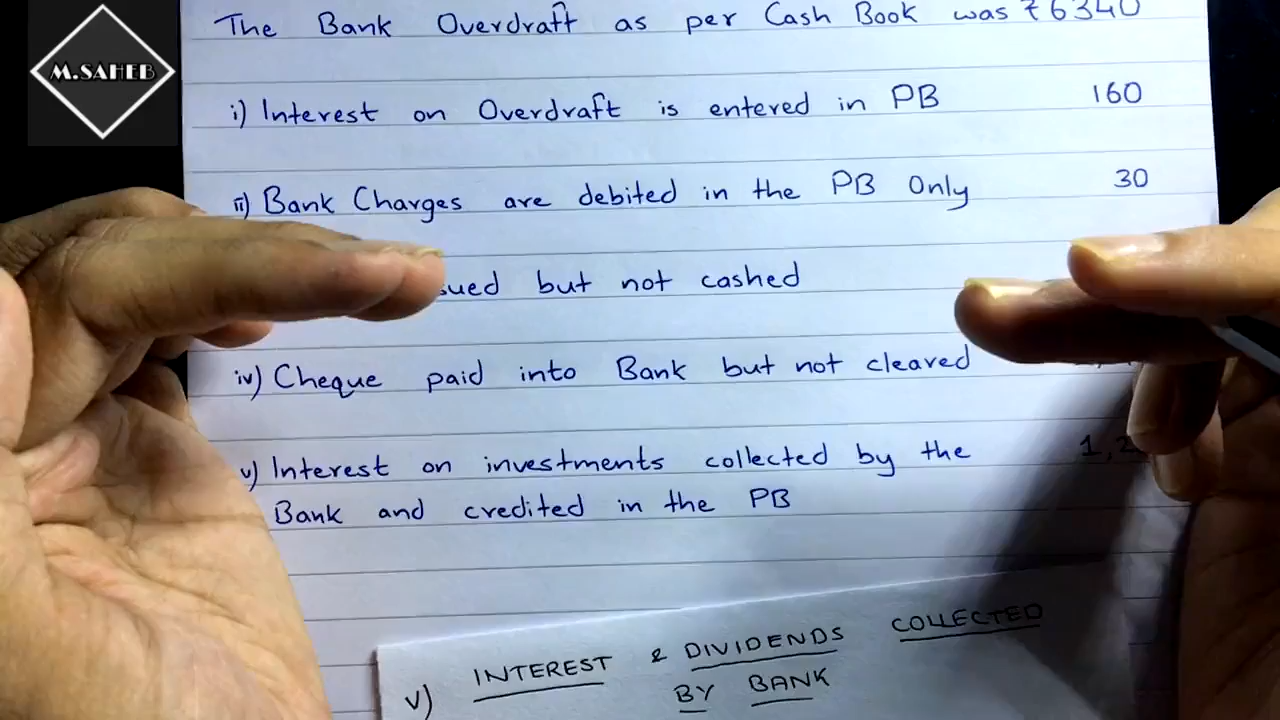 M.SAHEB
The Bank Overdraft as per Cash Book was ₹6340
i) Interest on Overdraft is entered in PB 160
ii) Bank Charges are debited in the PB Only 30
but not cashed
iv) Cheque paid into Bank but not cleared
v) Interest on investments collected by the
Bank and credited in the PB
v) INTEREST & DIVIDENDS COLLECTED
BY BANK